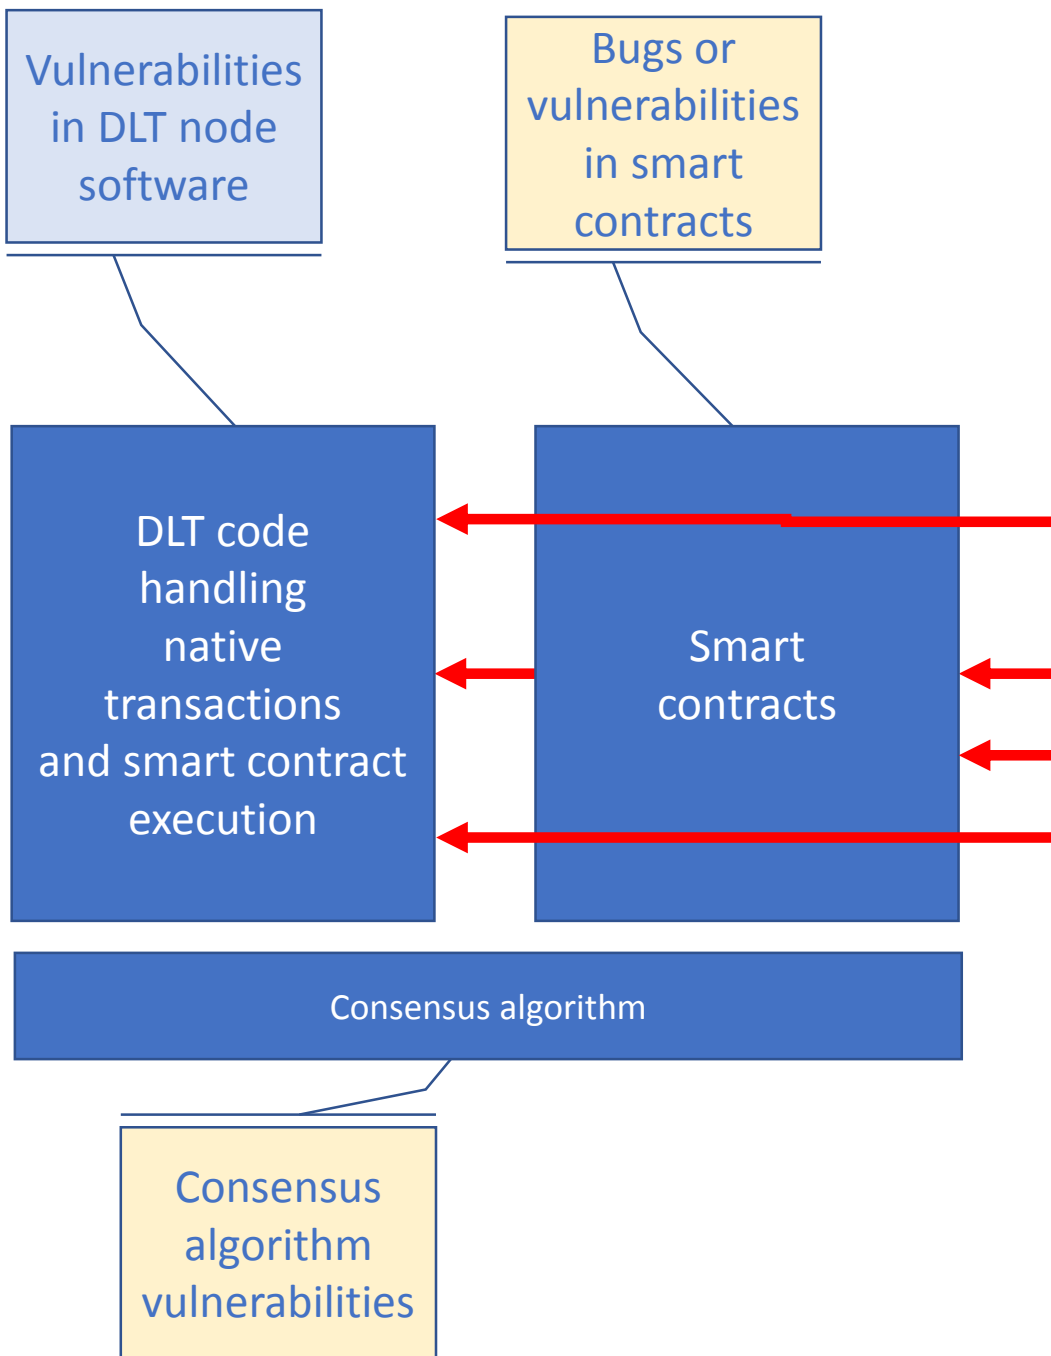 Vulnerabilities
in DLT node
software
Bugs or
vulnerabilities
in smart
contracts
DLT code
handling
native
transactions
and smart contract
execution
Smart
contracts
Consensus algorithm
Consensus
algorithm
vulnerabilities